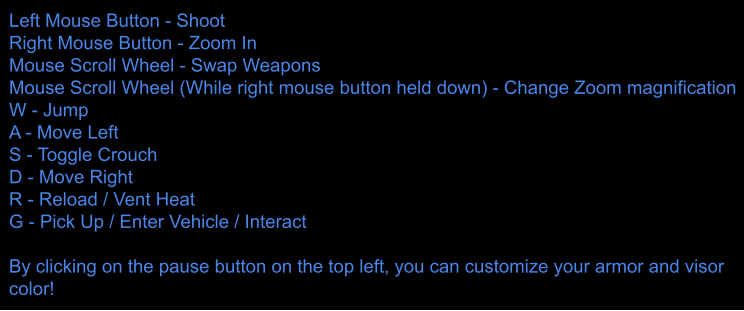 Left Mouse Button - Shoot
Right Mouse Button - Zoom In
Mouse Scroll Wheel - Swap Weapons
Mouse Scroll Wheel (While right mouse button held down) - Change Zoom magnification
W - Jump
A - Move Left
S - Toggle Crouch
D - Move Right
R - Reload / Vent Heat
G - Pick Up / Enter Vehicle / Interact
By clicking on the pause button on the top left, you can customize your armor and visor
color!